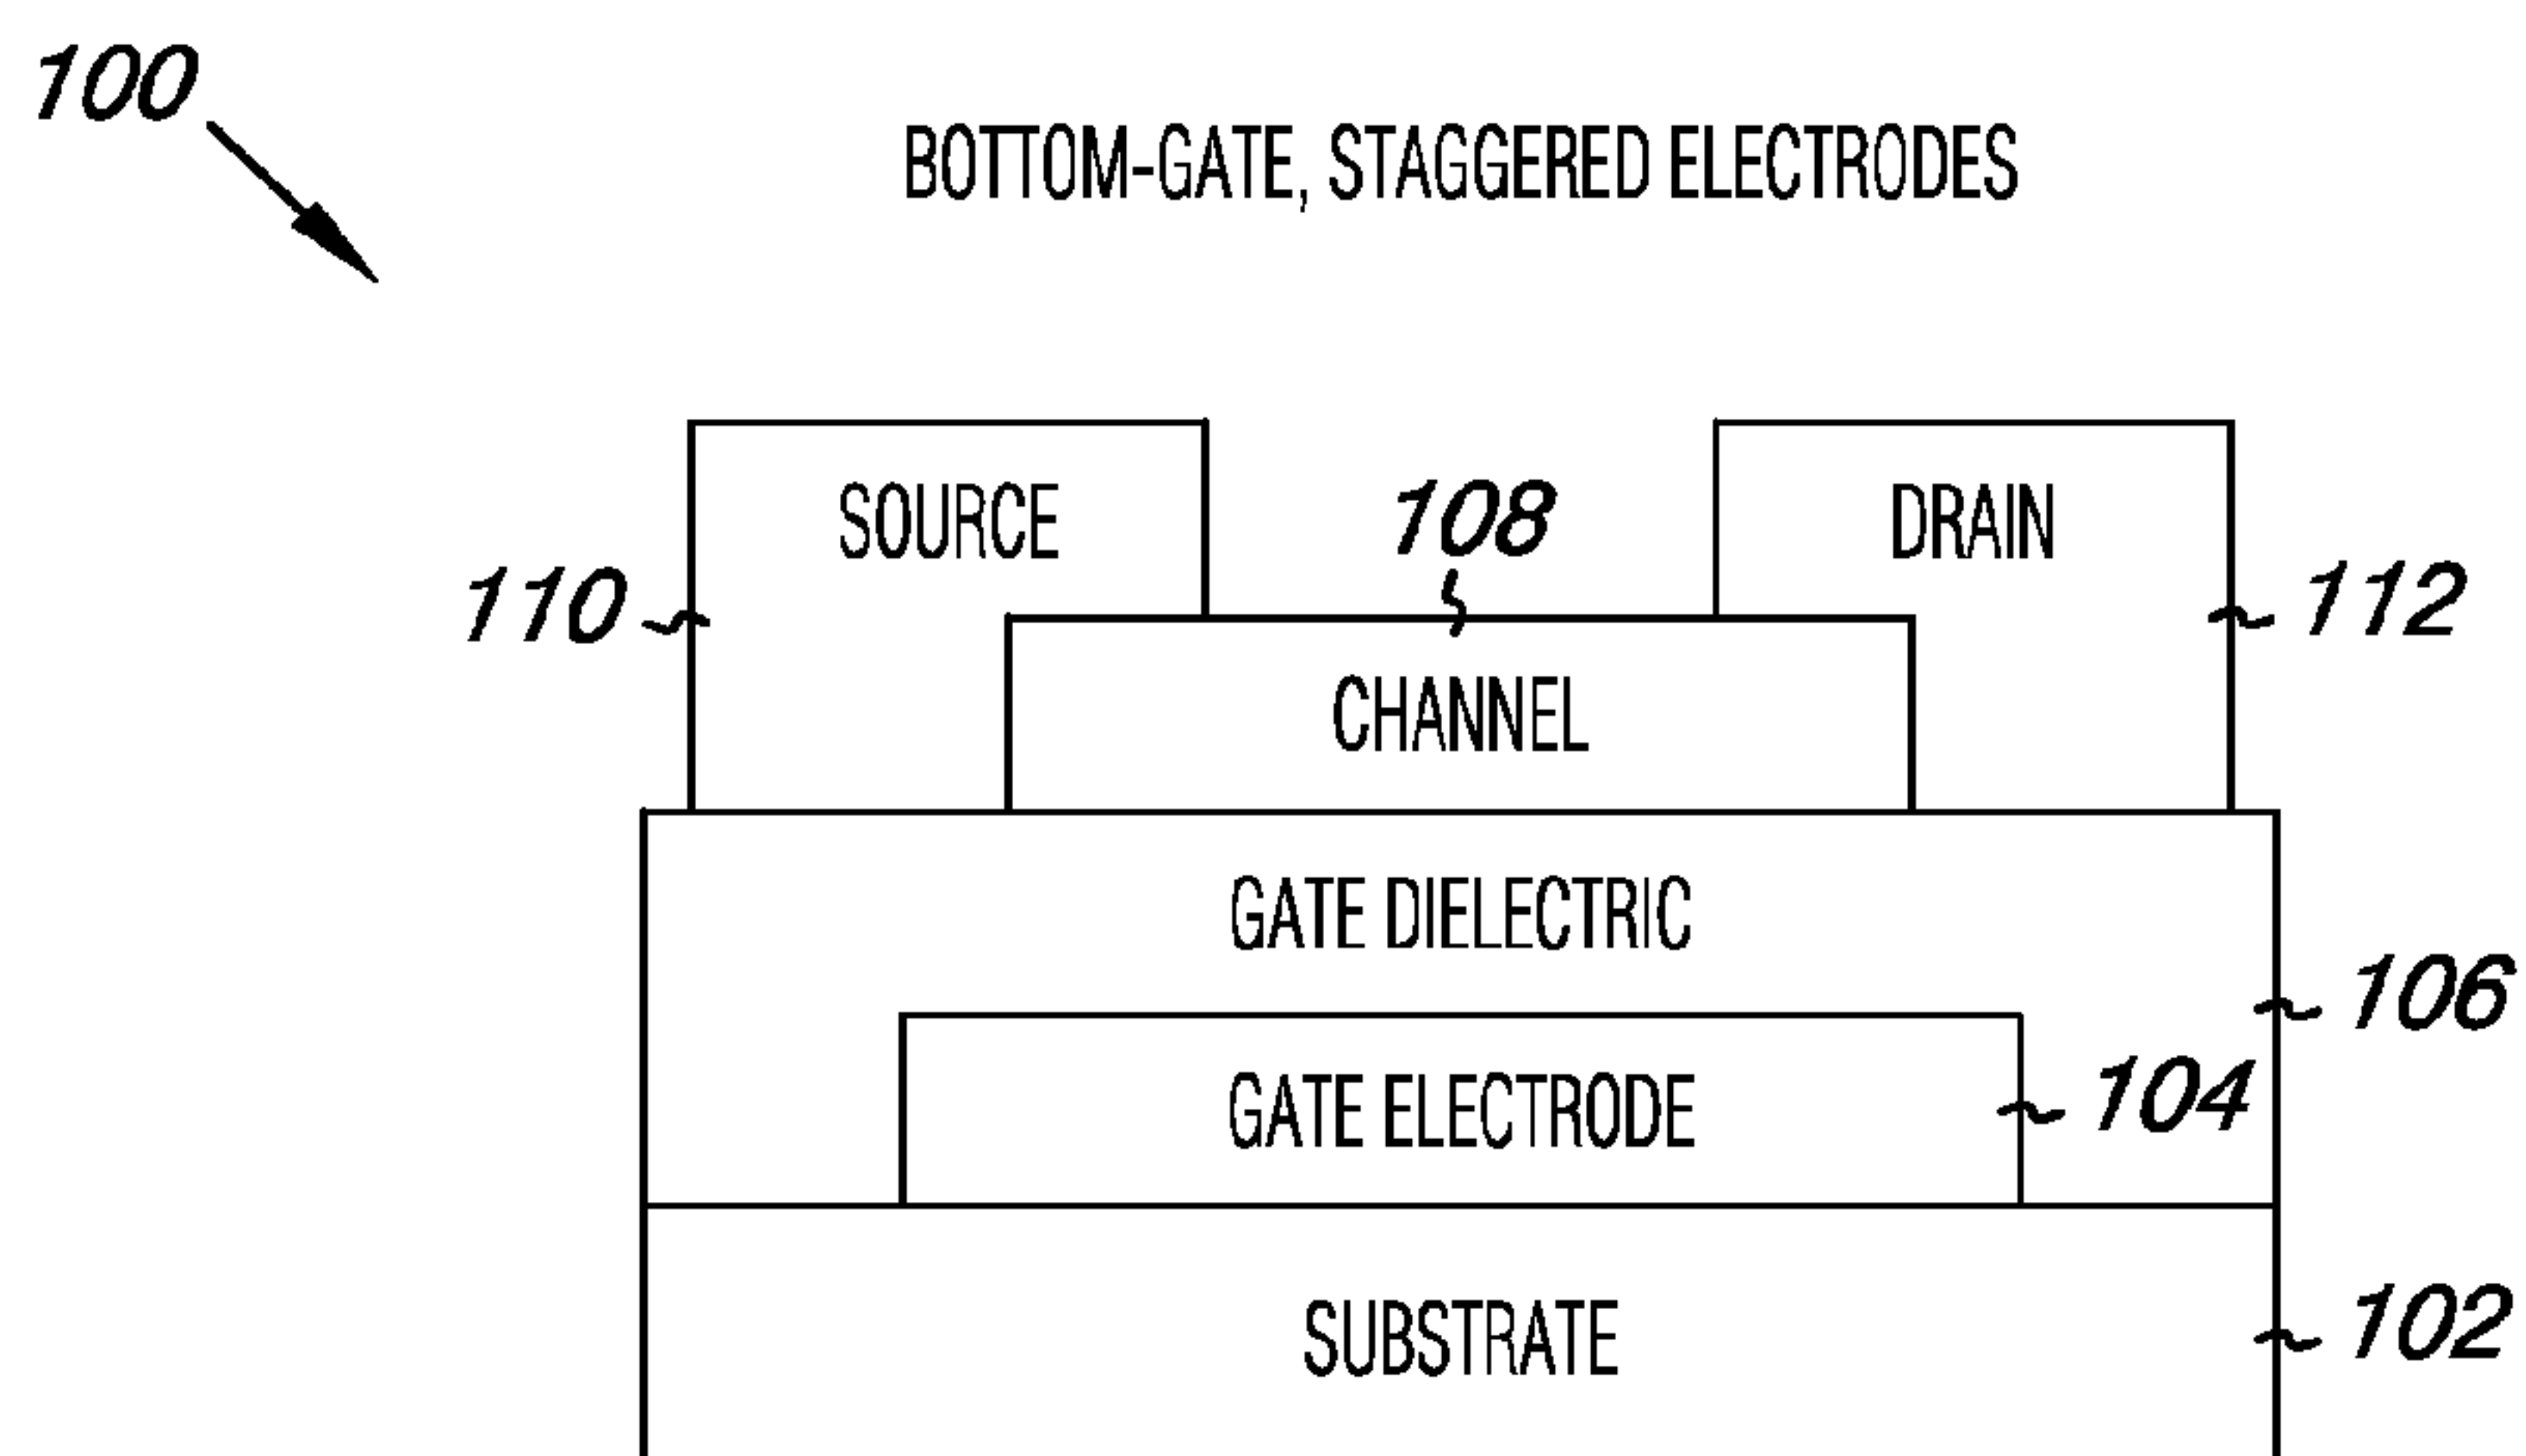 100
BOTTOM-GATE, STAGGERED ELECTRODES
SOURCE
108
DRAIN
110
112
CHANNEL
GATE DIELECTRIC
106
GATE ELECTRODE
104
SUBSTRATE
102